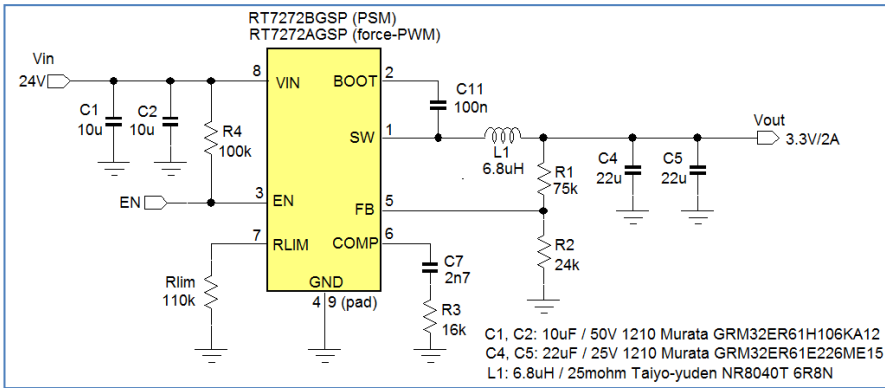 RT7272BGSP (PSM)
RT7272AGSP (force-PWM)
Vin
24V
8
VIN
BOOT
2
C11
100n
C1
10u
C2
10u
R4
100k
SW
1
L1
6.8uH
Vout
3.3V/2A
R1
75k
C4
22u
C5
22u
EN
3
EN
FB
5
7
RLIM
COMP
6
C7
2n7
R2
24k
Rlim
110k
GND
4
9 (pad)
R3
16k
C1, C2: 10uF / 50V 1210 Murata GRM32ER61H106KA12
C4, C5: 22uF / 25V 1210 Murata GRM32ER61E226ME15
L1: 6.8uH / 25mohm Taiyo-yuden NR8040T 6R8N